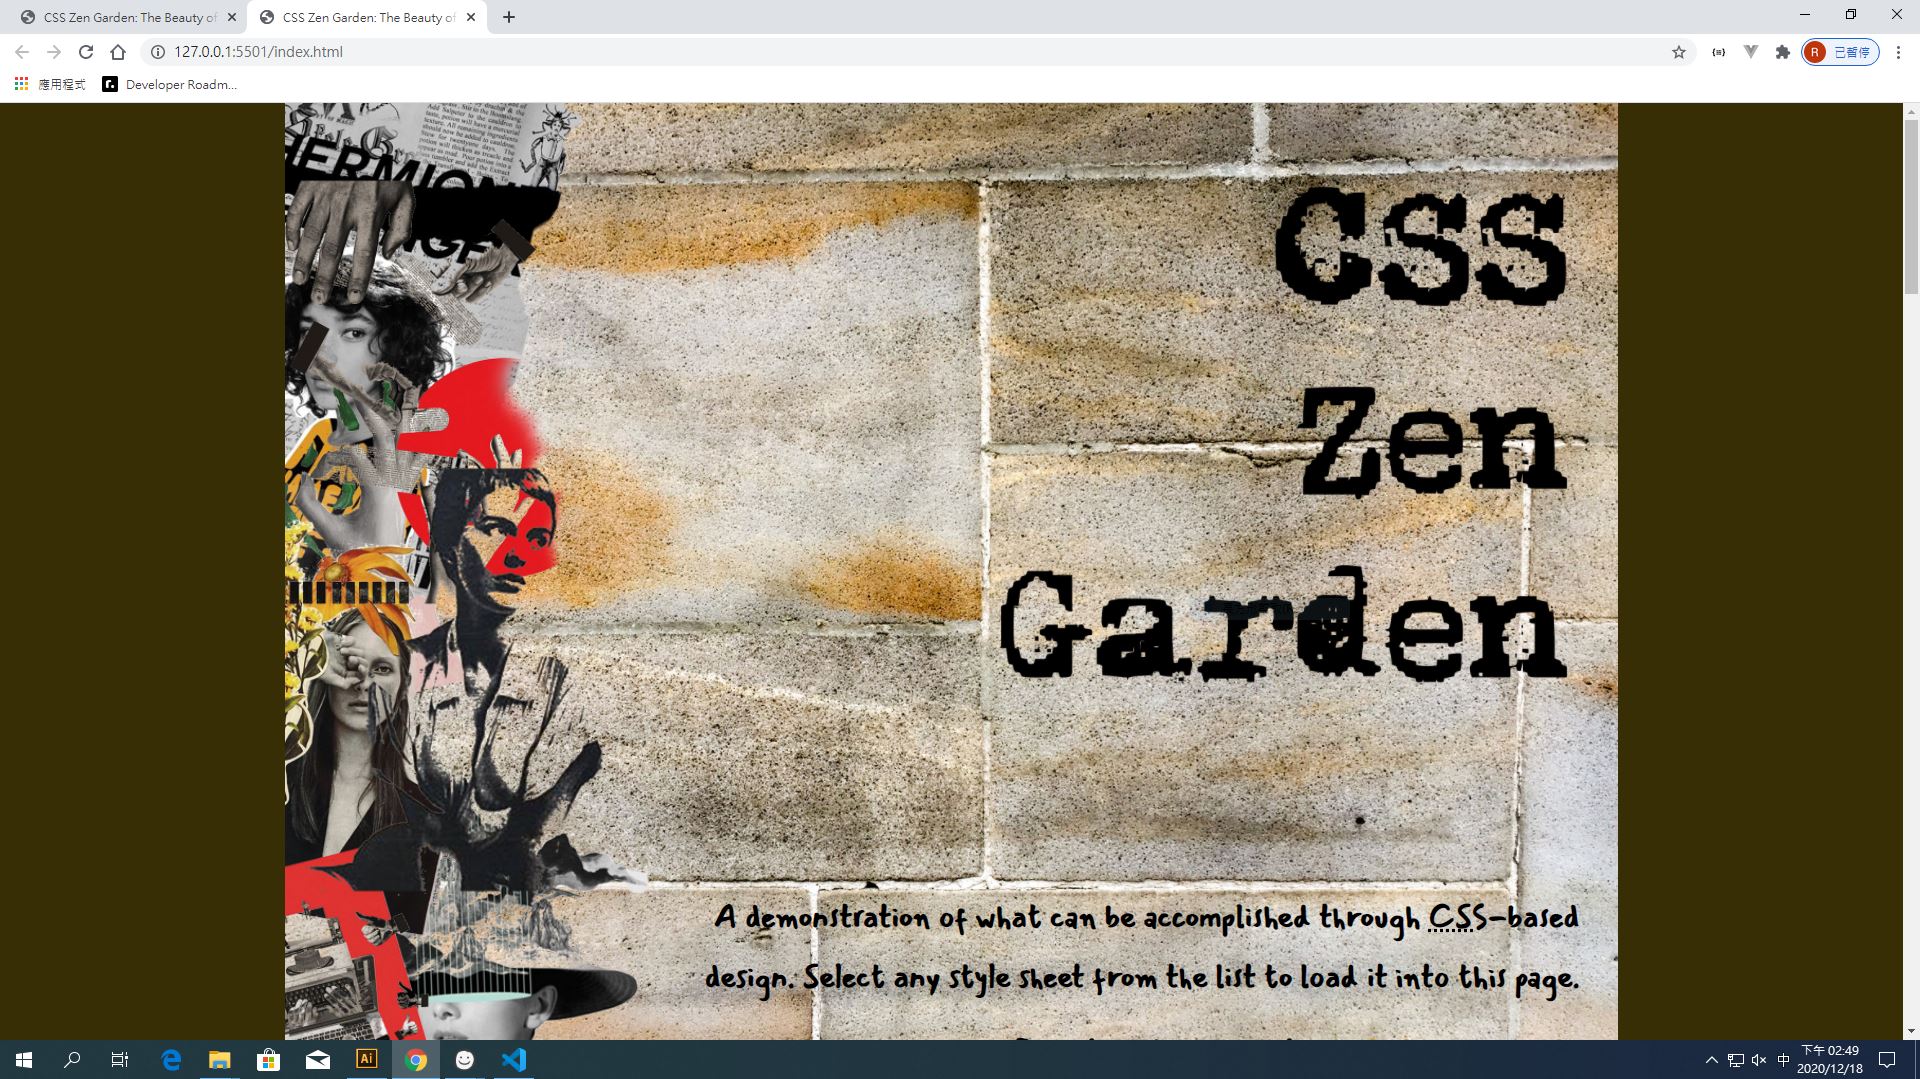 CSS Zen Garden: The Beauty of
CSS Zen Garden: The Beauty of
127.0.0.1:5501/index.html
R
已暫停
應用程式
r.
Developer Roadm...
HERMIONE
CSS
Zen
Garden
A demonstration of what can be accomplished through CSS-based
design. Select any style sheet from the list to load it into this page.
Ai
中
下午 02:49
2020/12/18